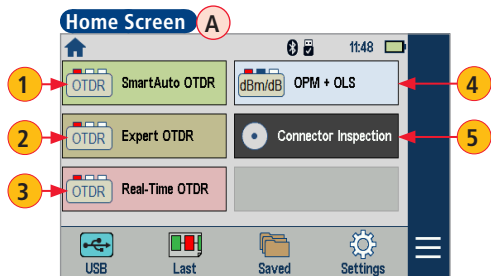 Home Screen A
11:48
1 OTDR SmartAuto OTDR dBm/dB OPM + OLS 4
2 OTDR Expert OTDR Connector Inspection 5
3 OTDR Real-Time OTDR
USB Last Saved Settings